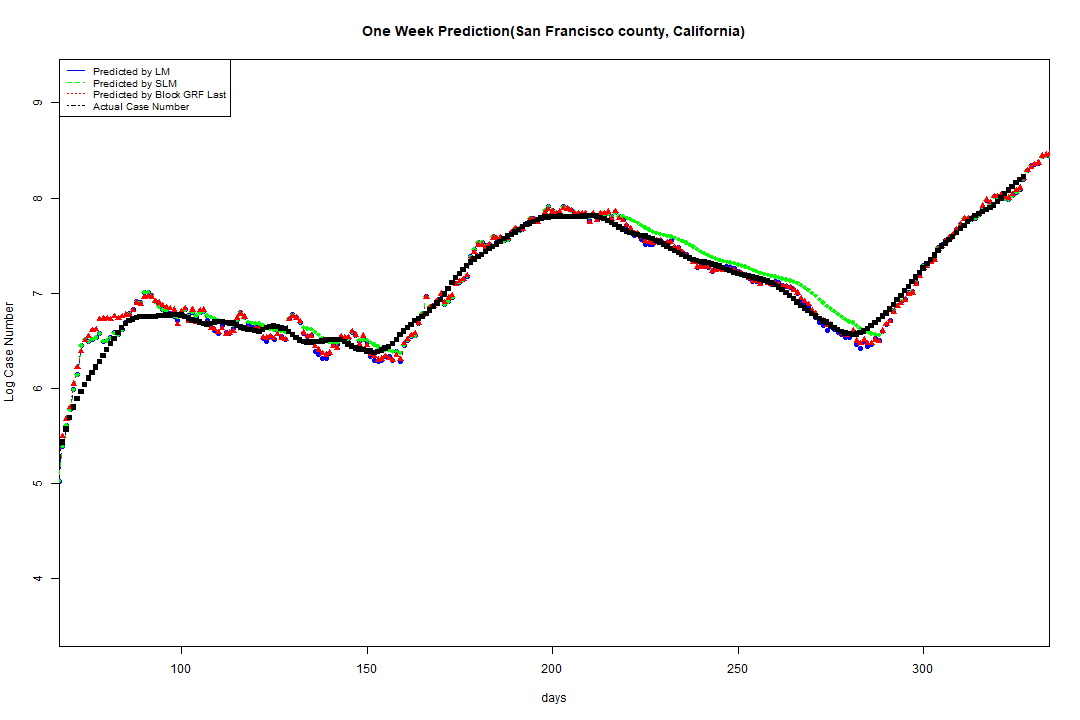 One Week Prediction(San Francisco county, California)
Predicted by LM
Predicted by SLM
Predicted by Block GRF Last
Actual Case Number
9
8
7
6
5
4
Log Case Number
100 150 200 250 300
days